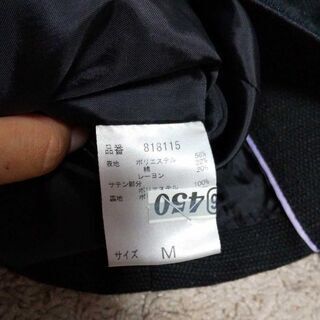 品番 818115
表地 ポリエステル 56%
綿
レーヨン 20%
サテン部分 ポリエステル 100%
裏地 ポ
450
サイズ M